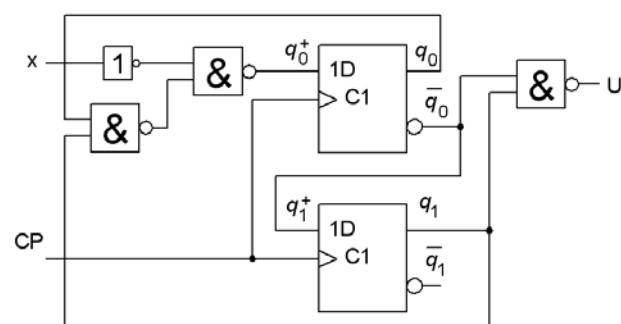 x
1
&
q₀⁺
1D
q₀
C1
q̄₀
&
U
&
q₁⁺
1D
q₁
CP
C1
q̄₁